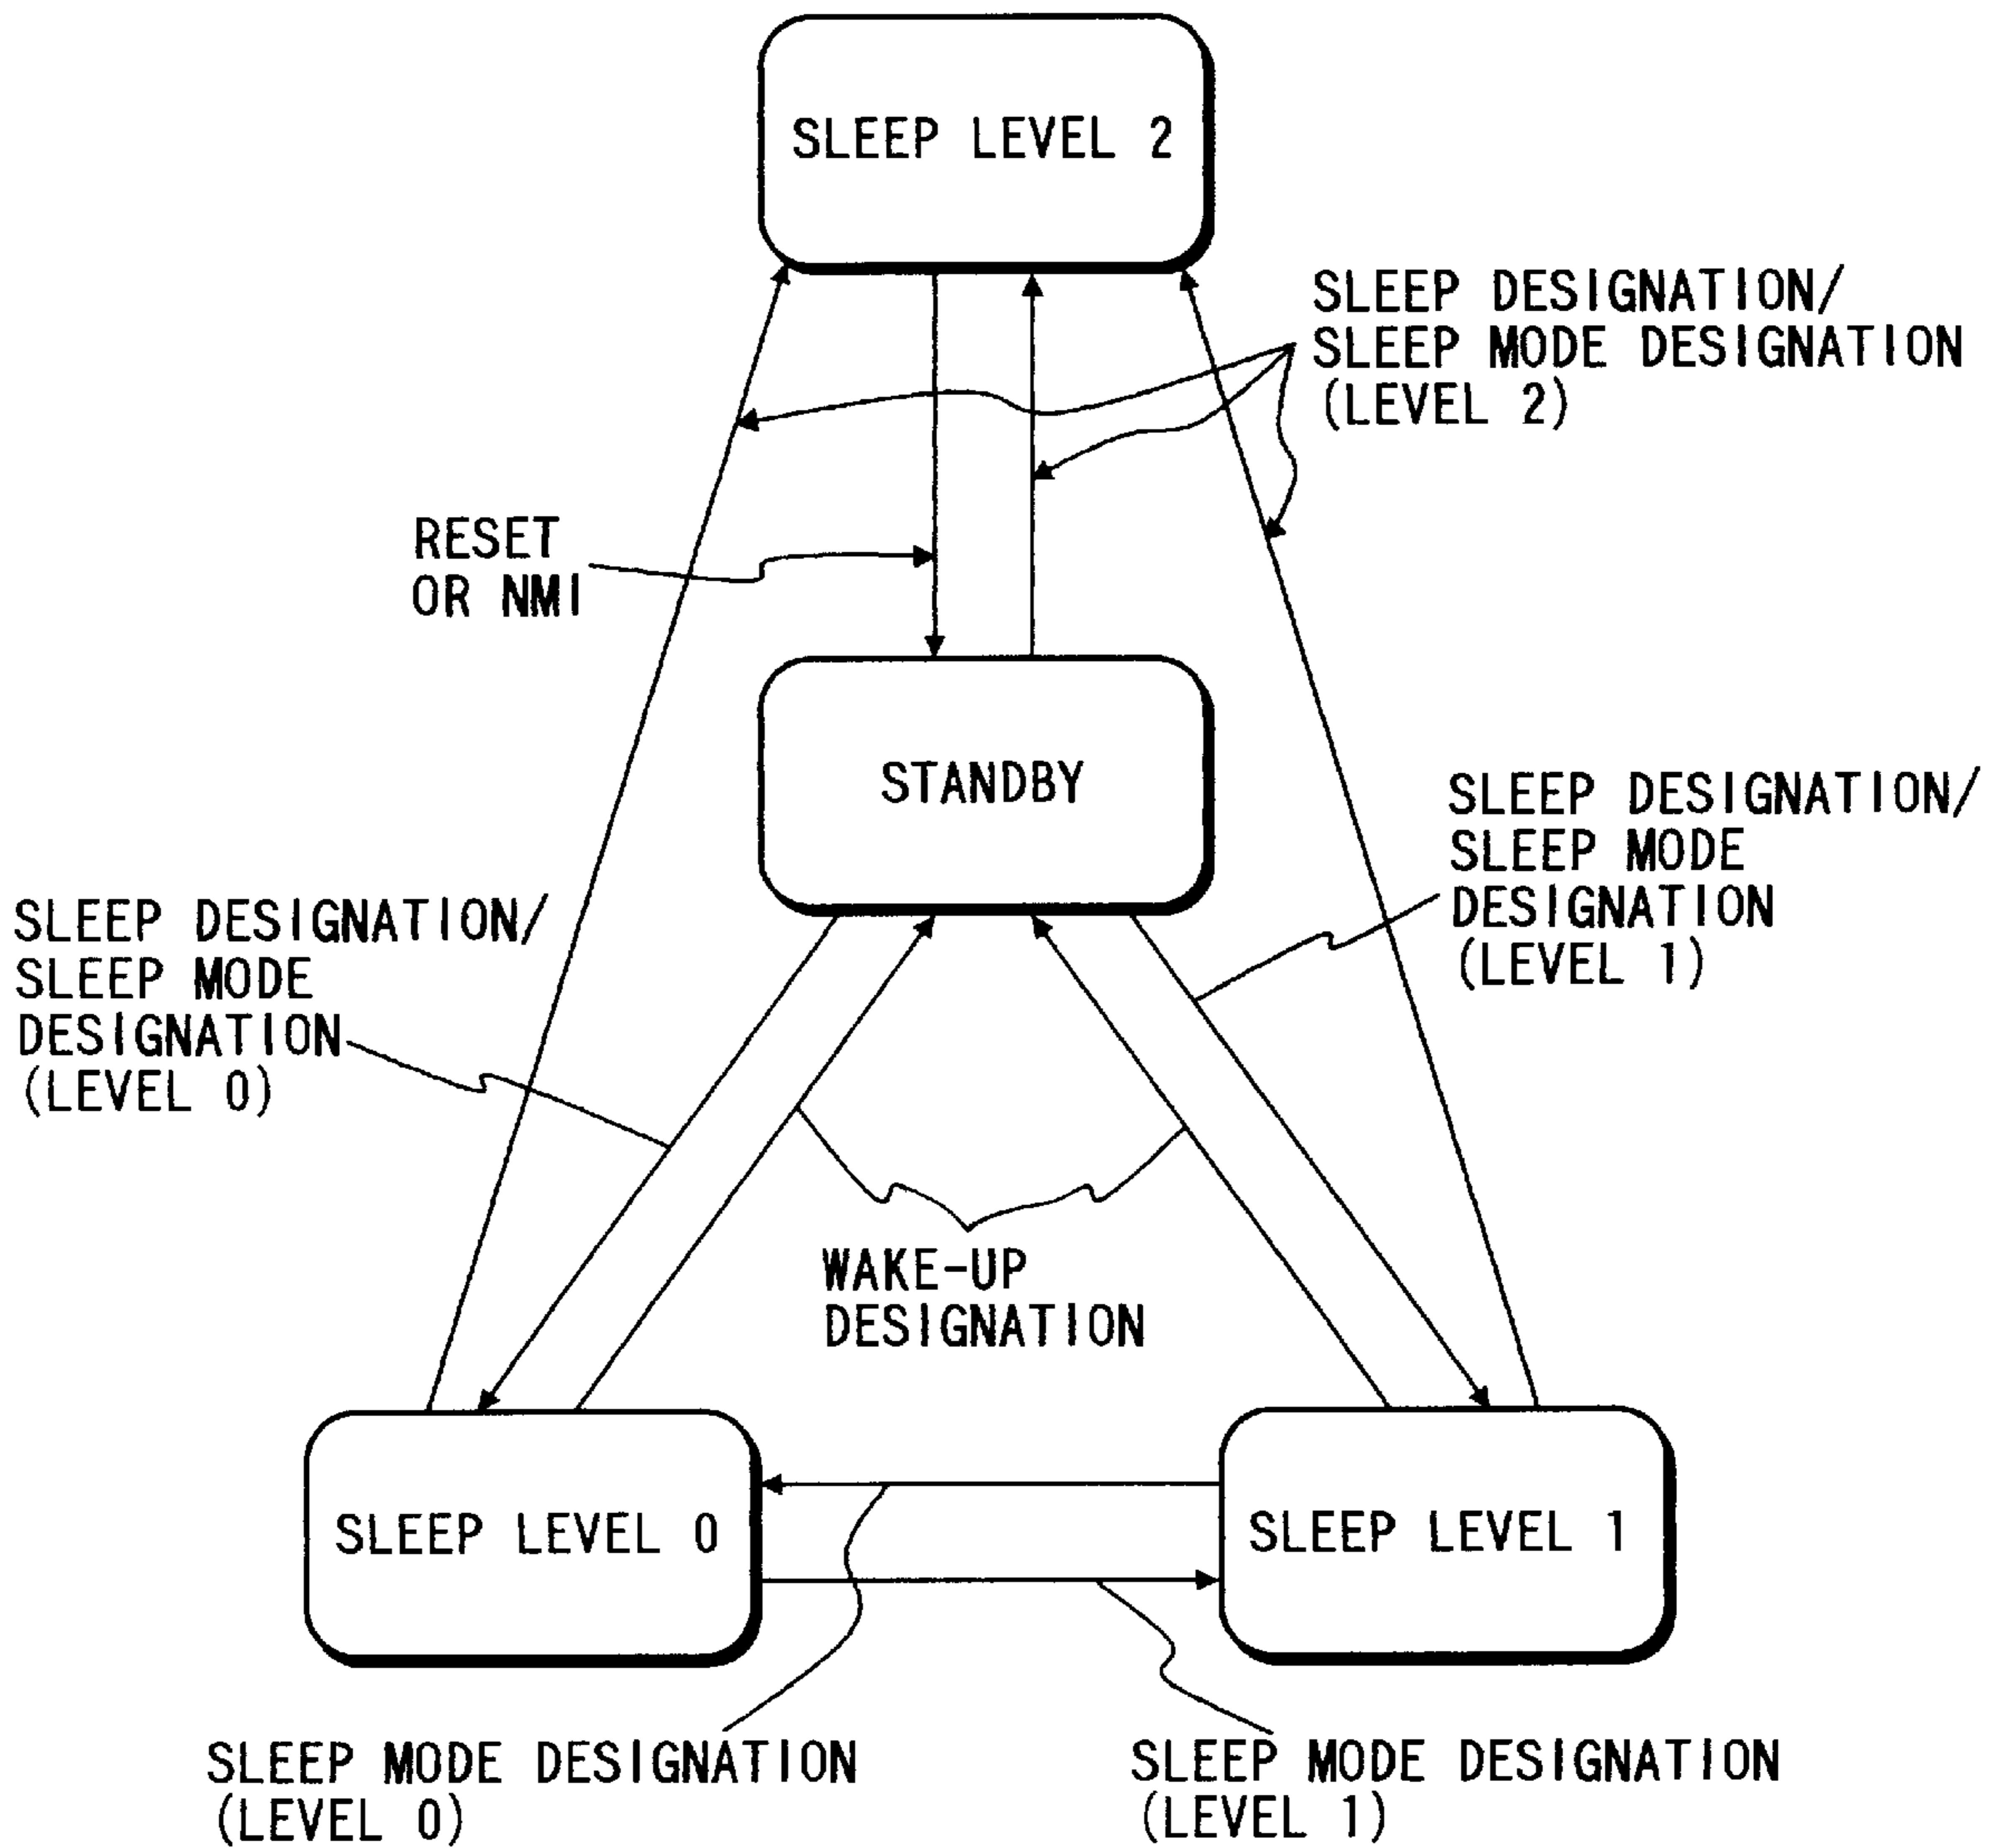 SLEEP LEVEL 2
SLEEP DESIGNATION/
SLEEP MODE DESIGNATION
(LEVEL 2)
RESET
OR NMI
STANDBY
SLEEP DESIGNATION/
SLEEP MODE
DESIGNATION
(LEVEL 1)
SLEEP DESIGNATION/
SLEEP MODE
DESIGNATION
(LEVEL 0)
WAKE-UP
DESIGNATION
SLEEP LEVEL 0
SLEEP LEVEL 1
SLEEP MODE DESIGNATION
(LEVEL 0)
SLEEP MODE DESIGNATION
(LEVEL 1)